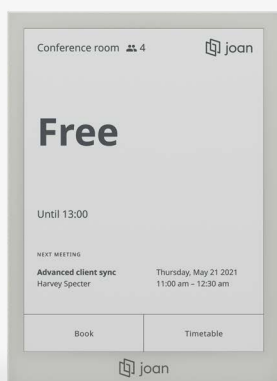 Conference room 4
joan
Free
Until 13:00
NEXT MEETING
Advanced client sync
Thursday, May 21 2021
Harvey Specter
11:00 am – 12:30 am
Book
Timetable
joan